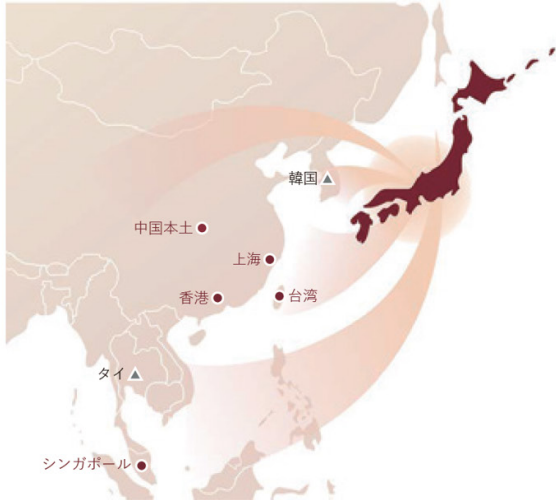 韓国
中国本土
上海
香港
台湾
タイ
シンガポール